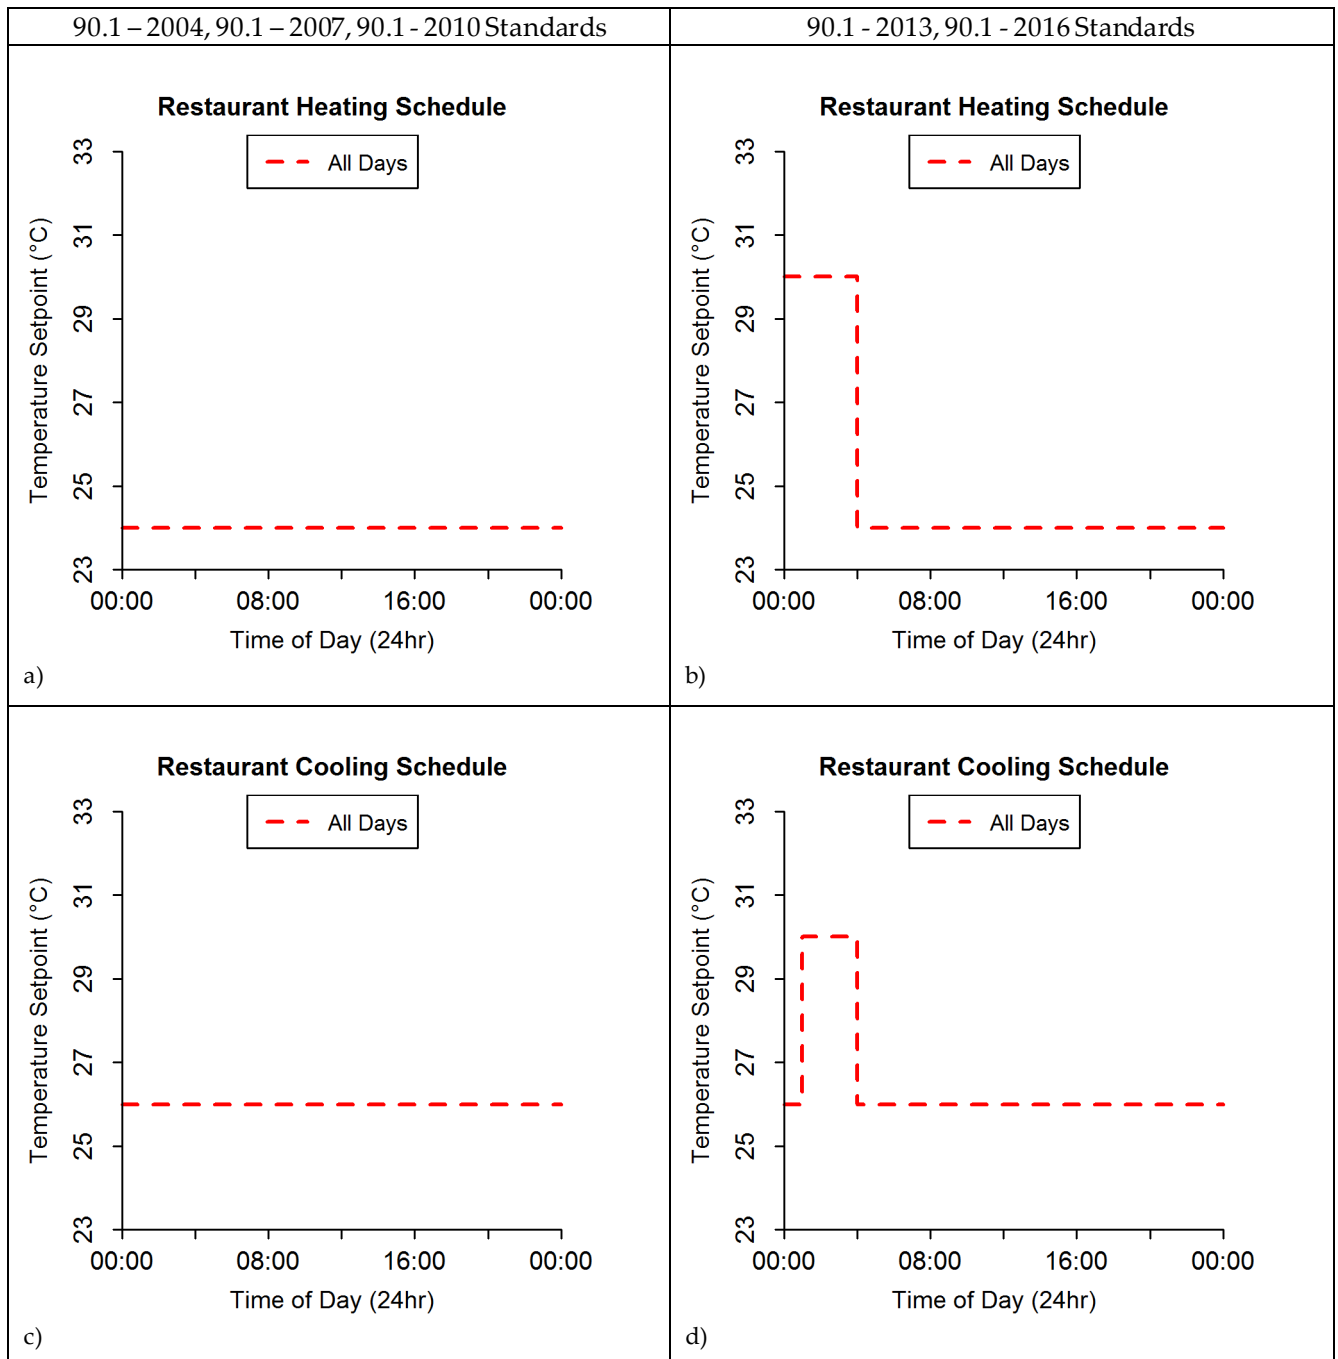 90.1 – 2004, 90.1 – 2007, 90.1 - 2010 Standards
90.1 - 2013, 90.1 - 2016 Standards
Restaurant Heating Schedule
All Days
Temperature Setpoint (°C)
33
31
29
27
25
23
00:00 08:00 16:00 00:00
Time of Day (24hr)
a)
Restaurant Heating Schedule
All Days
Temperature Setpoint (°C)
33
31
29
27
25
23
00:00 08:00 16:00 00:00
Time of Day (24hr)
b)
Restaurant Cooling Schedule
All Days
Temperature Setpoint (°C)
33
31
29
27
25
23
00:00 08:00 16:00 00:00
Time of Day (24hr)
c)
Restaurant Cooling Schedule
All Days
Temperature Setpoint (°C)
33
31
29
27
25
23
00:00 08:00 16:00 00:00
Time of Day (24hr)
d)